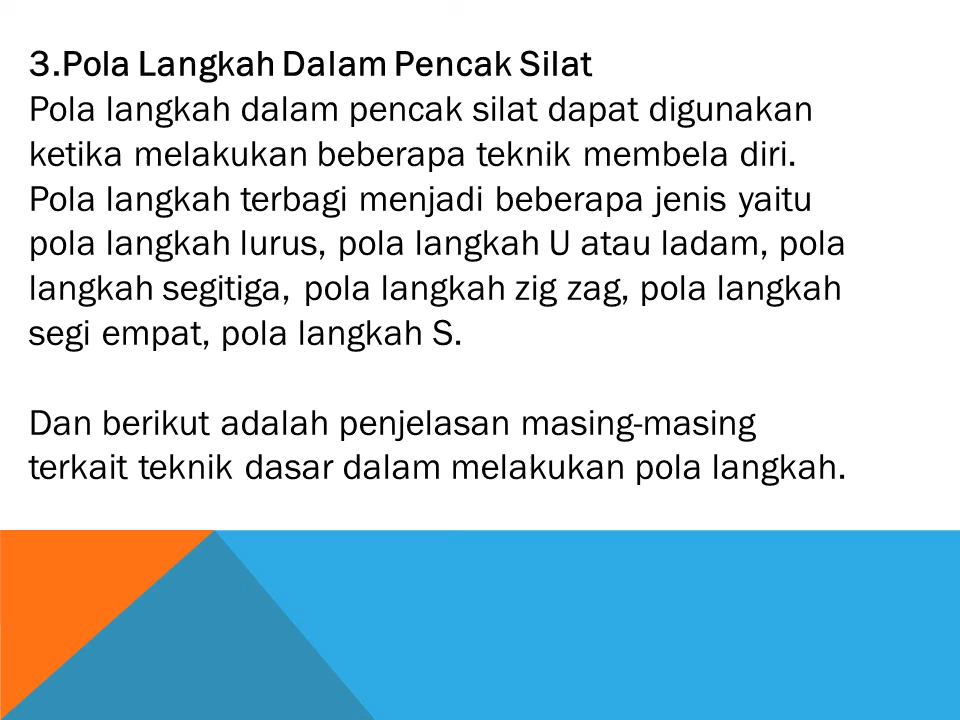 3.Pola Langkah Dalam Pencak Silat
Pola langkah dalam pencak silat dapat digunakan
ketika melakukan beberapa teknik membela diri.
Pola langkah terbagi menjadi beberapa jenis yaitu
pola langkah lurus, pola langkah U atau ladam, pola
langkah segitiga, pola langkah zig zag, pola langkah
segi empat, pola langkah S.
Dan berikut adalah penjelasan masing-masing
terkait teknik dasar dalam melakukan pola langkah.